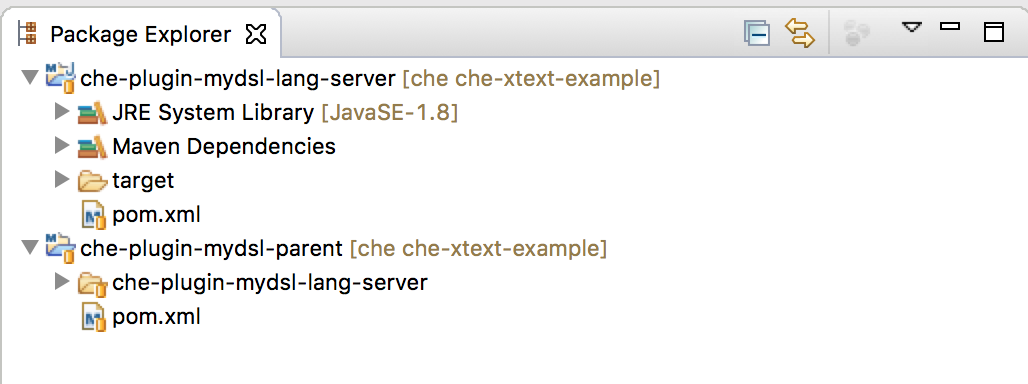 Package Explorer
che-plugin-mydsl-lang-server [che che-xtext-example]
JRE System Library [JavaSE-1.8]
Maven Dependencies
target
pom.xml
che-plugin-mydsl-parent [che che-xtext-example]
che-plugin-mydsl-lang-server
pom.xml